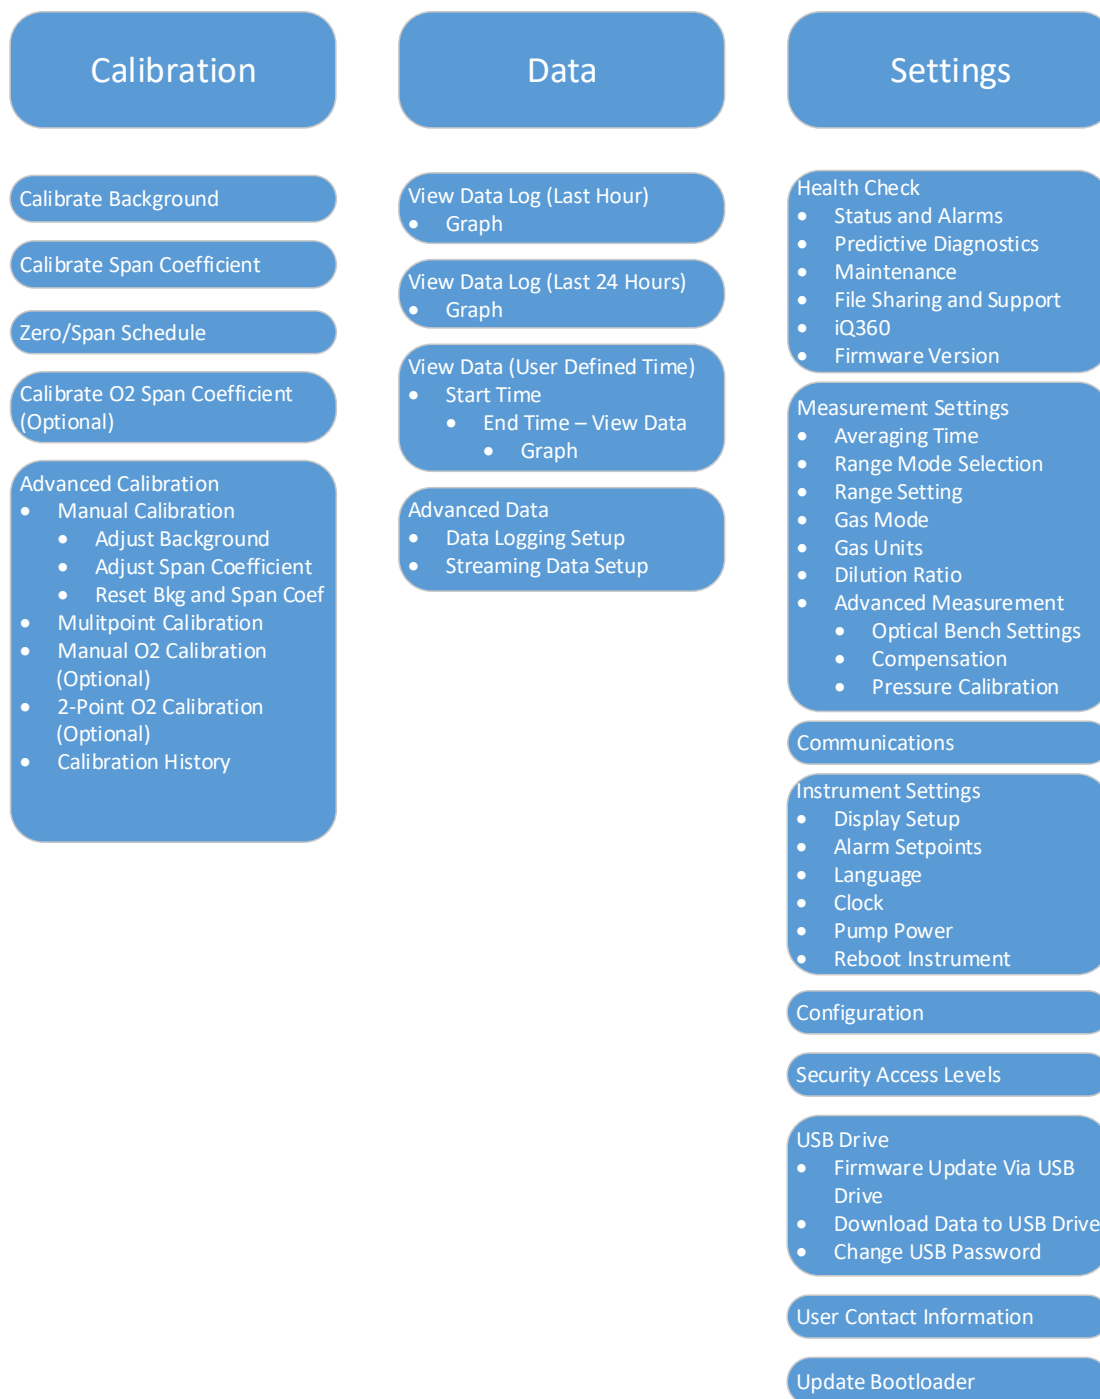 Calibration
Calibrate Background
Calibrate Span Coefficient
Zero/Span Schedule
Calibrate O2 Span Coefficient
(Optional)
Advanced Calibration
• Manual Calibration
• Adjust Background
• Adjust Span Coefficient
• Reset Bkg and Span Coef
• Mulitpoint Calibration
• Manual O2 Calibration
(Optional)
• 2-Point O2 Calibration
(Optional)
• Calibration History
Data
View Data Log (Last Hour)
• Graph
View Data Log (Last 24 Hours)
• Graph
View Data (User Defined Time)
• Start Time
• End Time – View Data
• Graph
Advanced Data
• Data Logging Setup
• Streaming Data Setup
Settings
Health Check
• Status and Alarms
• Predictive Diagnostics
• Maintenance
• File Sharing and Support
• iQ360
• Firmware Version
Measurement Settings
• Averaging Time
• Range Mode Selection
• Range Setting
• Gas Mode
• Gas Units
• Dilution Ratio
• Advanced Measurement
• Optical Bench Settings
• Compensation
• Pressure Calibration
Communications
Instrument Settings
• Display Setup
• Alarm Setpoints
• Language
• Clock
• Pump Power
• Reboot Instrument
Configuration
Security Access Levels
USB Drive
• Firmware Update Via USB
Drive
• Download Data to USB Drive
• Change USB Password
User Contact Information
Update Bootloader